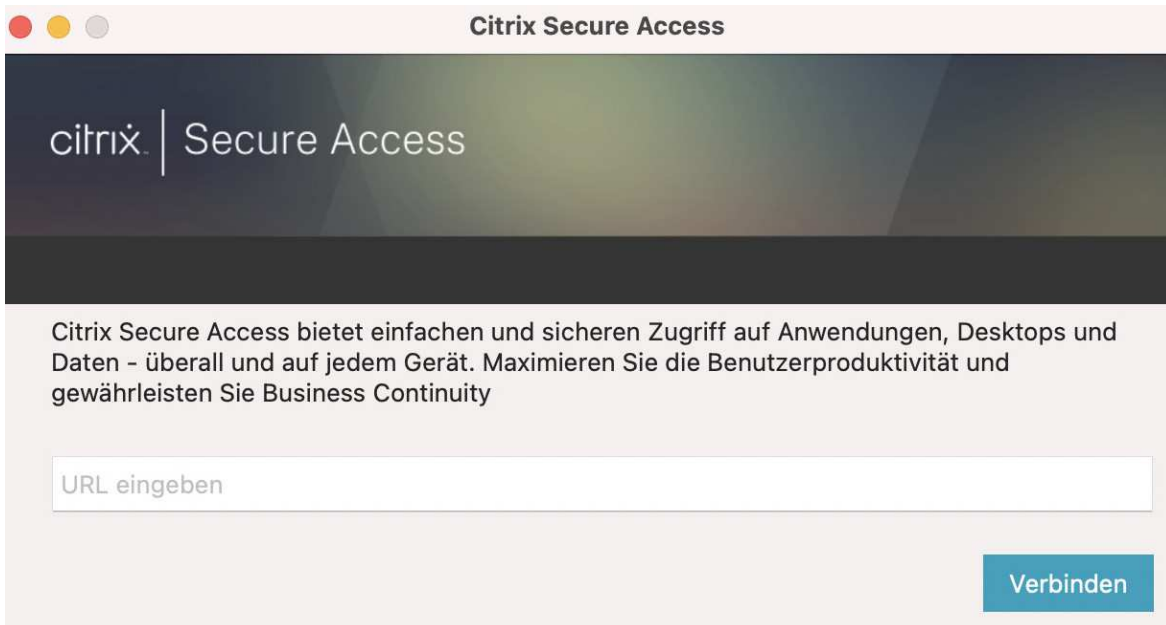 Citrix Secure Access
citrix™ | Secure Access
Citrix Secure Access bietet einfachen und sicheren Zugriff auf Anwendungen, Desktops und
Daten - überall und auf jedem Gerät. Maximieren Sie die Benutzerproduktivität und
gewährleisten Sie Business Continuity
URL eingeben
Verbinden